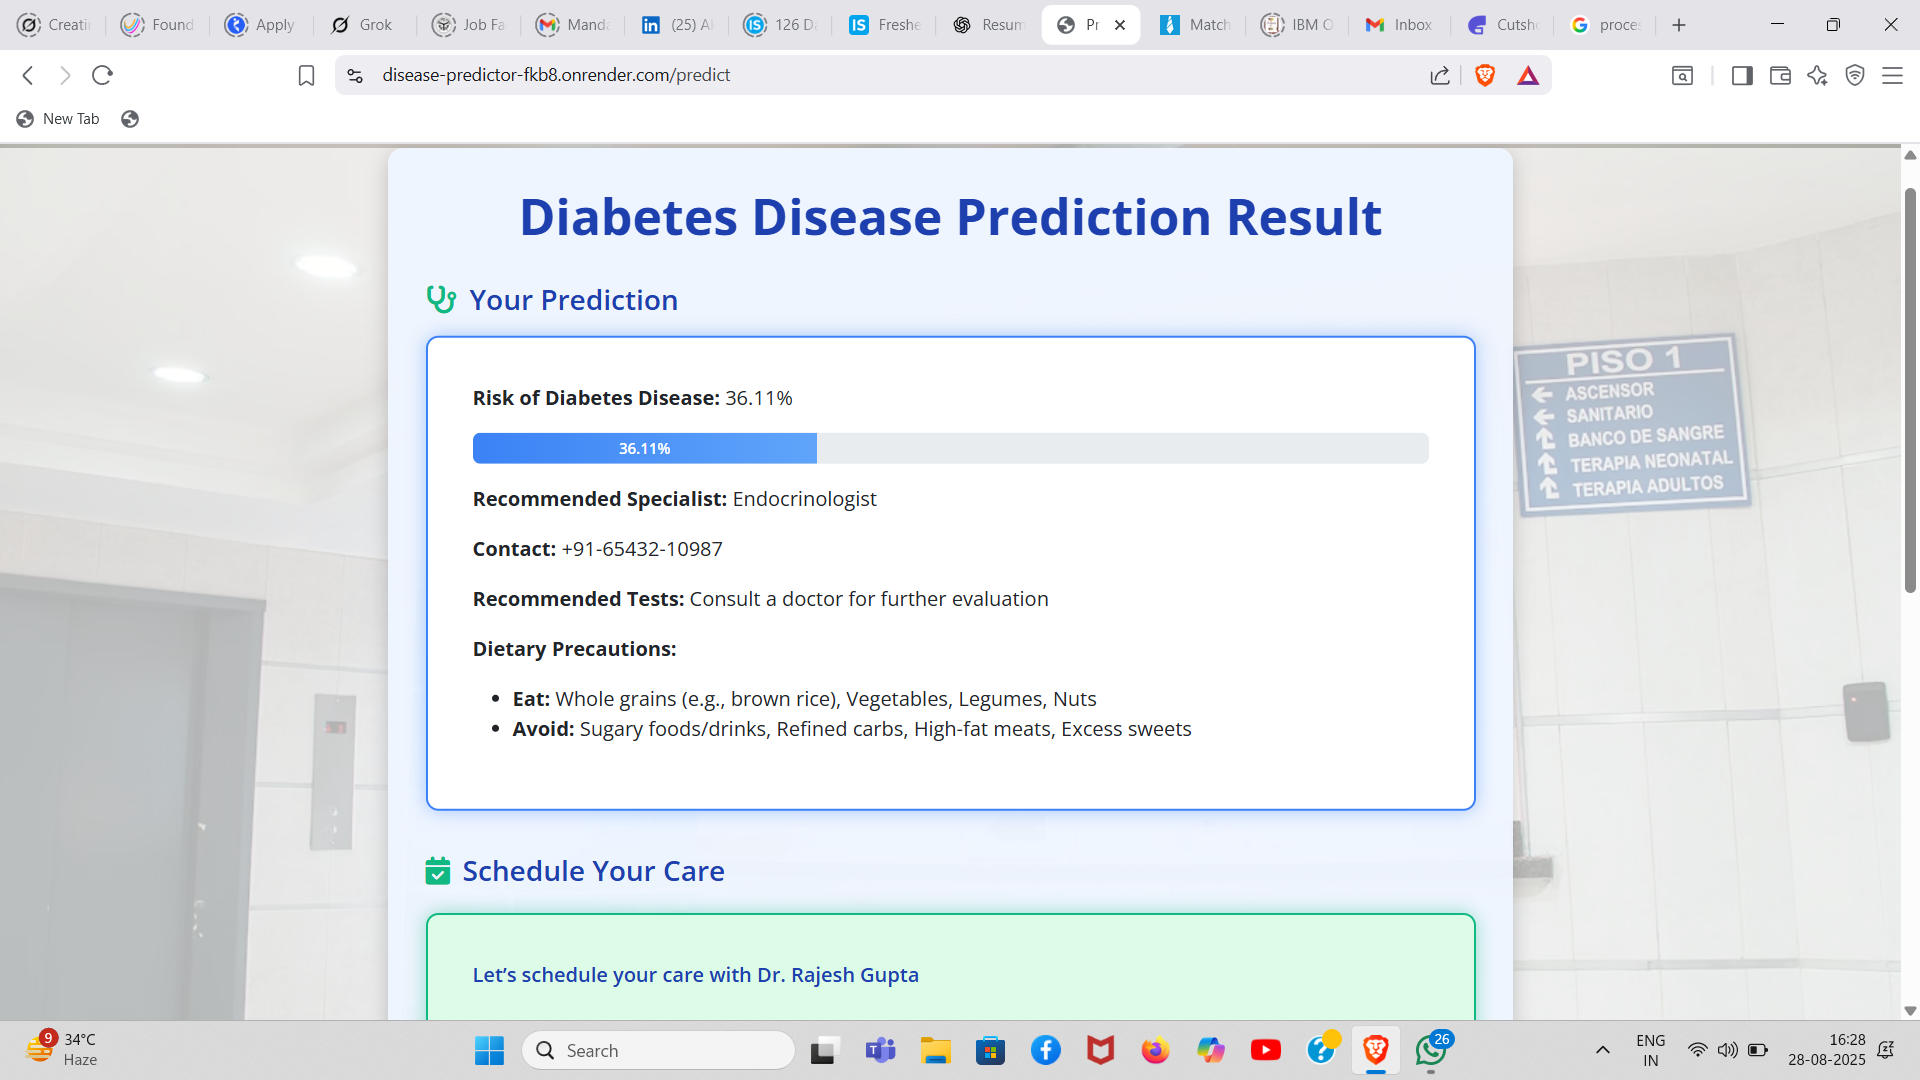 Creati
Found
Apply
Grok
Job Fa
Manda
(25) A
126 D
Freshe
Resum
Pr
Match
IBM O
Inbox
Cutsho
proces
disease-predictor-fkb8.onrender.com/predict
New Tab
Diabetes Disease Prediction Result
Your Prediction
Risk of Diabetes Disease: 36.11%
36.11%
Recommended Specialist: Endocrinologist
Contact: +91-65432-10987
Recommended Tests: Consult a doctor for further evaluation
Dietary Precautions:
• Eat: Whole grains (e.g., brown rice), Vegetables, Legumes, Nuts
• Avoid: Sugary foods/drinks, Refined carbs, High-fat meats, Excess sweets
Schedule Your Care
Let’s schedule your care with Dr. Rajesh Gupta
PISO 1
ASCENSOR
SANITARIO
BANCO DE SANGRE
TERAPIA NEONATAL
TERAPIA ADULTOS
9
34°C
Haze
Search
26
ENG
IN
16:28
28-08-2025